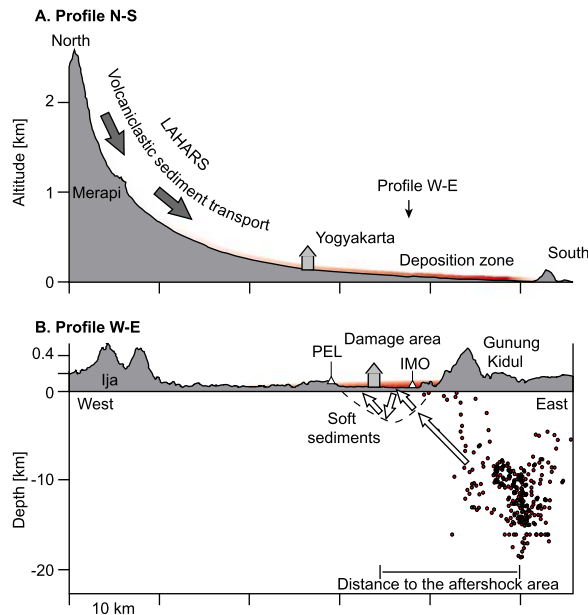 A. Profile N-S
North
Altitude [km]
2
1
0
Volcaniclastic sediment transport
LAHARS
Merapi
Profile W-E
Yogyakarta
Deposition zone
South
B. Profile W-E
0.4
0
-10
-20
Depth [km]
Ija
West
PEL
Damage area
IMO
Gunung
Kidul
East
Soft
sediments
Distance to the aftershock area
10 km